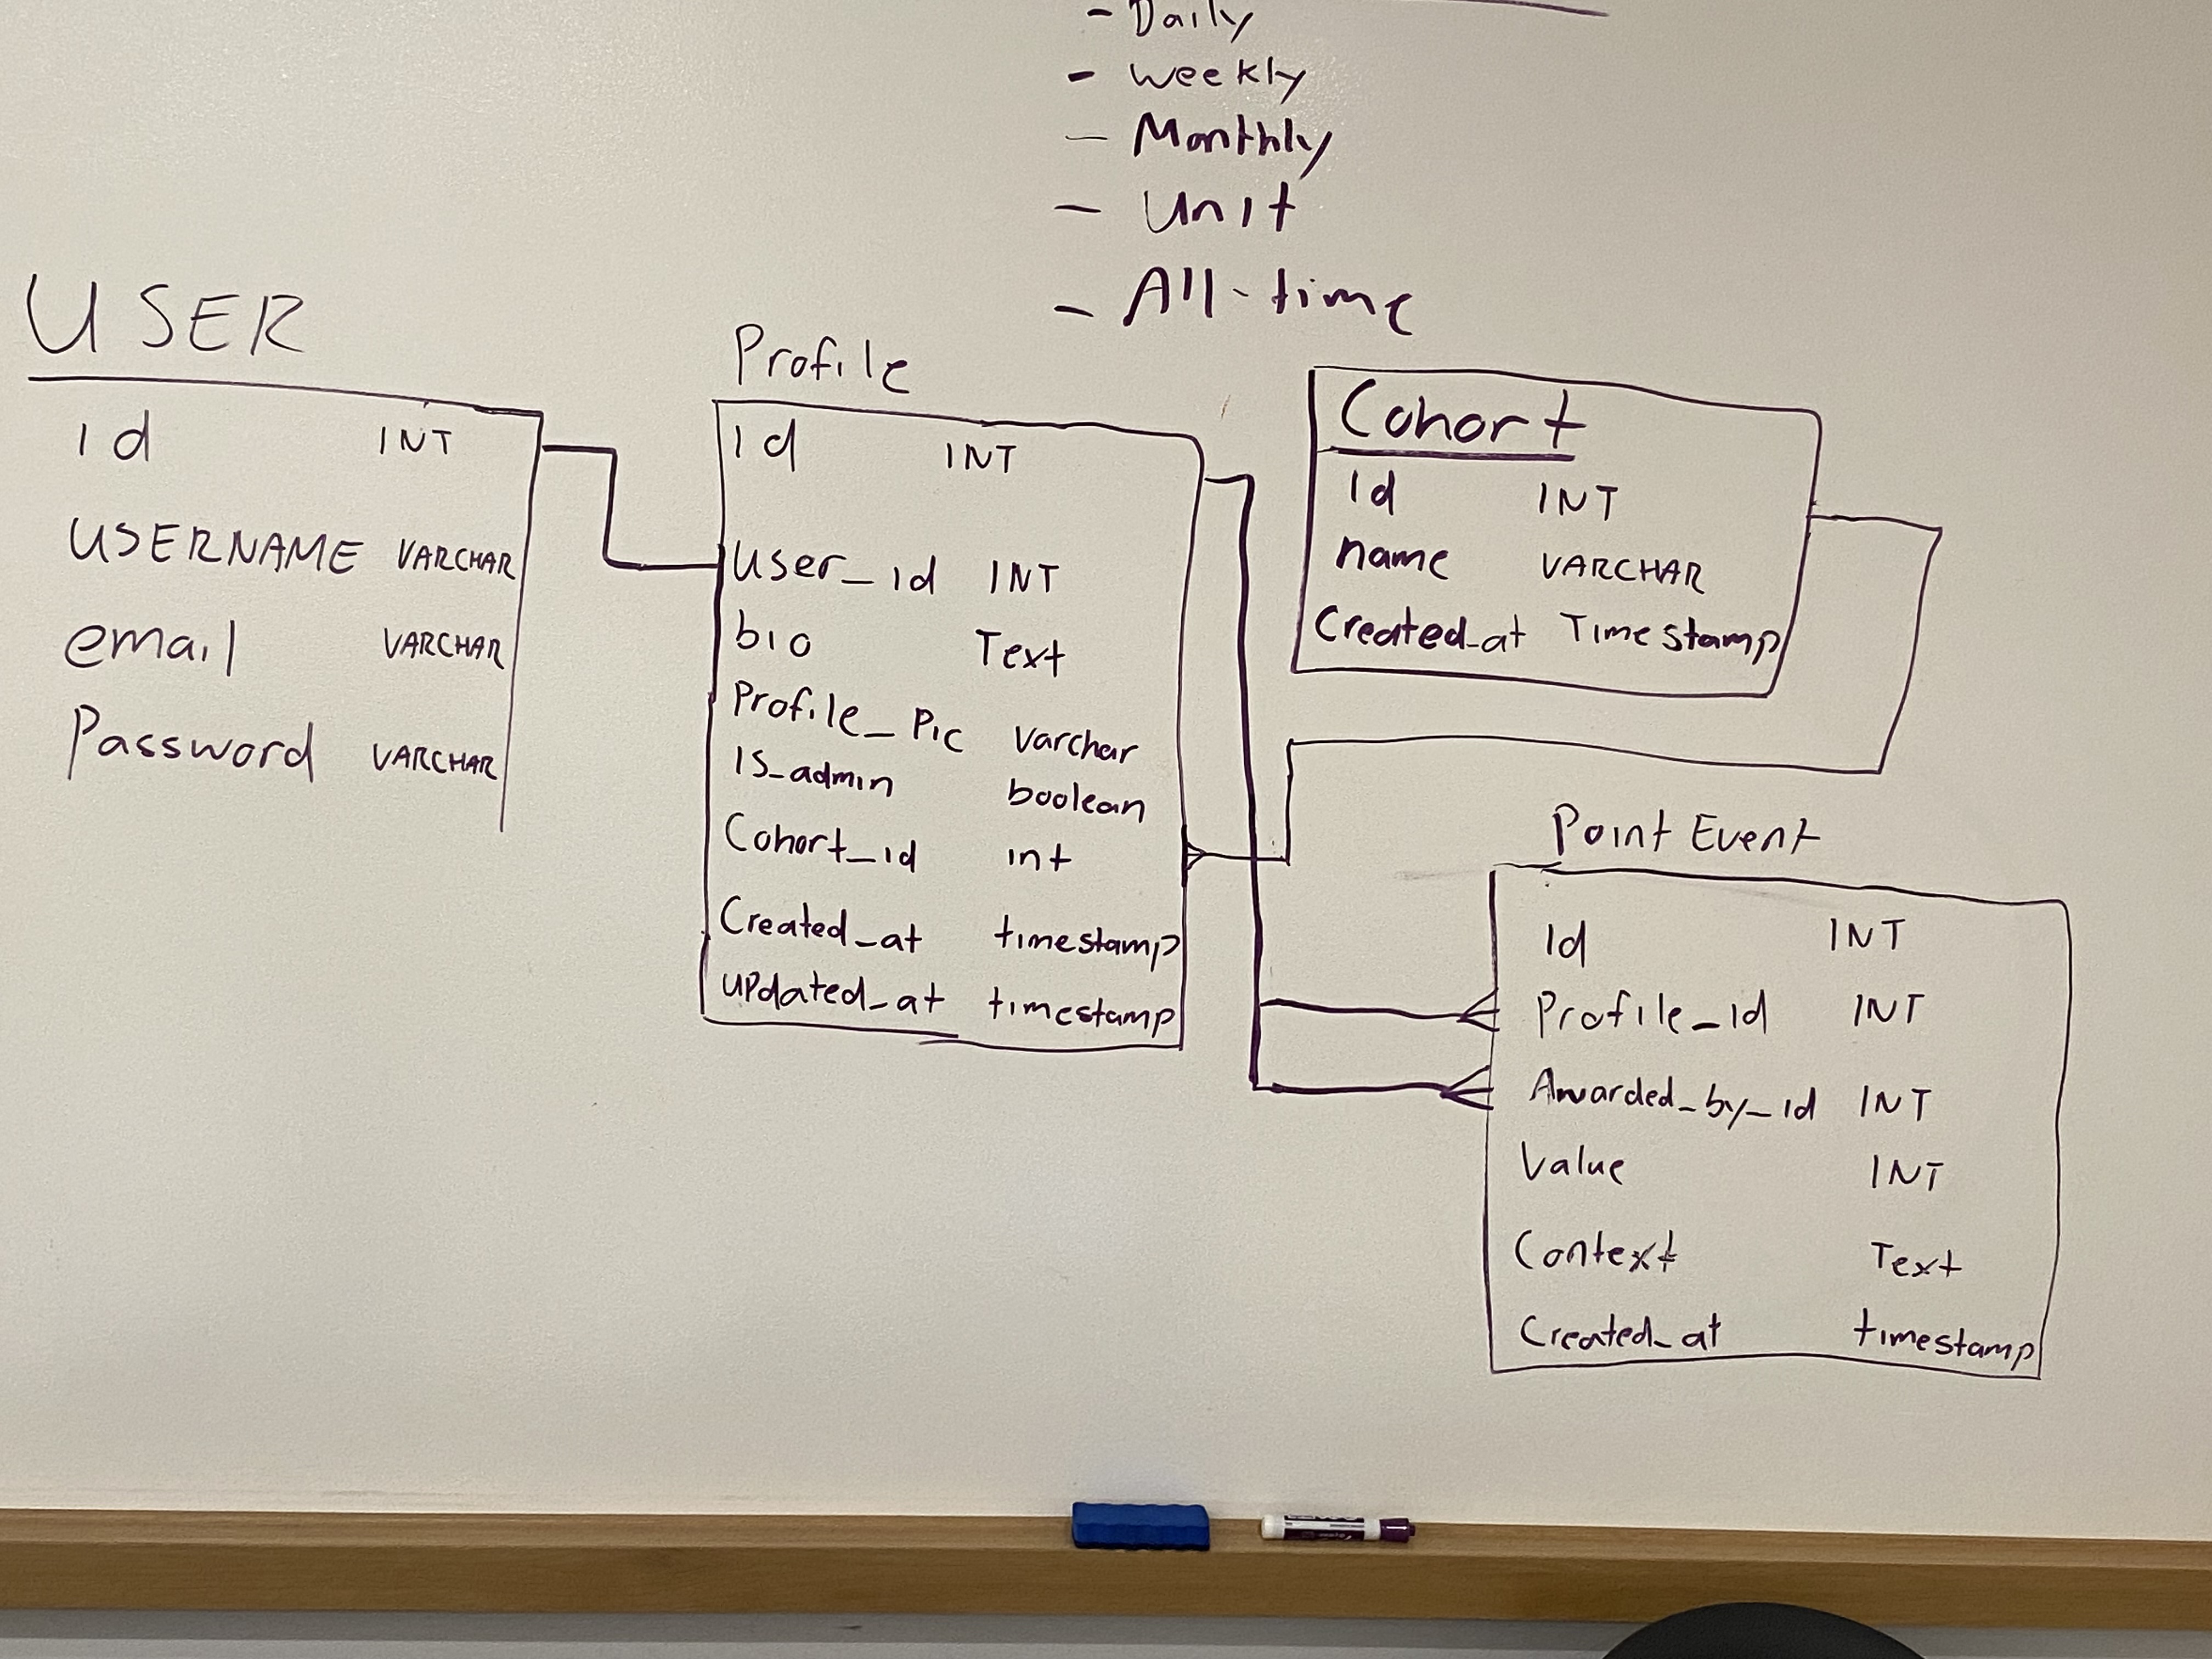 - Daily
- Weekly
- Monthly
- Unit
- All-time
USER
id INT
USERNAME VARCHAR
email VARCHAR
Password VARCHAR
Profile
id INT
User_id INT
bio Text
Profile_Pic varchar
Is_admin boolean
Cohort_id int
Created_at timestamp
updated_at timestamp
Cohort
Id INT
name VARCHAR
Created_at Timestamp
Point Event
Id INT
Profile_id INT
Awarded_by_id INT
Value INT
Context Text
Created_at timestamp